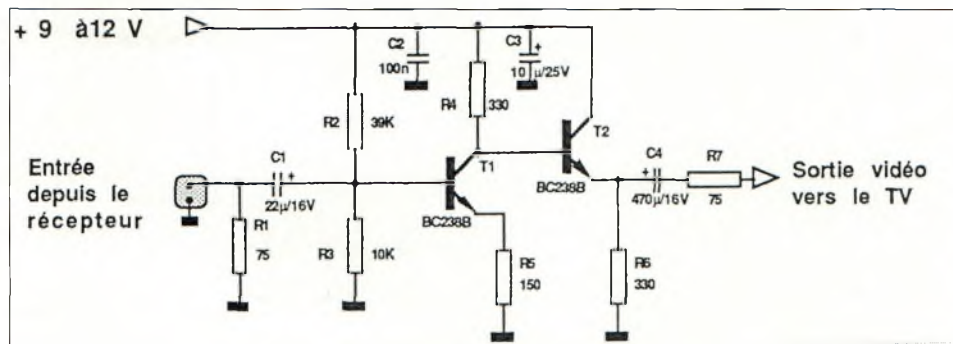 + 9 à12 V
C2
100n
C3
+
10 µ/25V
R4
330
R2
39K
T2
Entrée
depuis le
récepteur
C1
+
22µ/16V
T1
BC238B
BC238B
C4
+
470µ/16V
R7
75
Sortie vidéo
vers le TV
R1
75
R3
10K
R5
150
R6
330